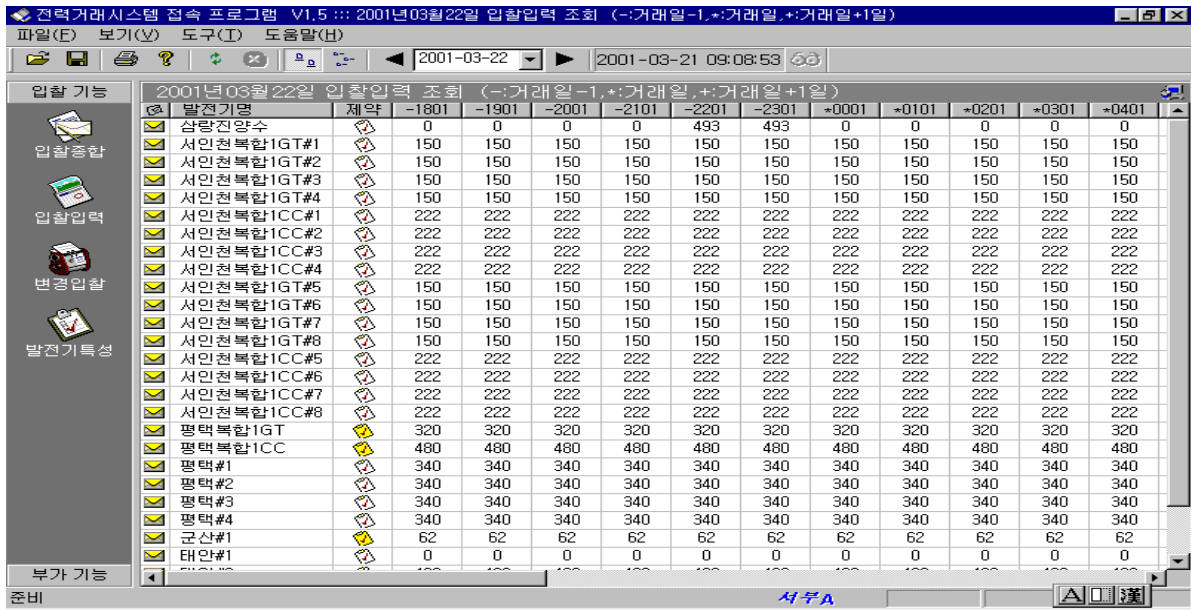 전력거래시스템 접속 프로그램 V1.5 ::: 2001년03월22일 입찰입력 조회 (-:거래일-1,*:거래일,+:거래일+1일)
파일(F) 보기(V) 도구(T) 도움말(H)
2001-03-22 2001-03-21 09:08:53
입찰 기능
입찰종합
입찰입력
변경입찰
발전기특성
부가 기능
2001년03월22일 입찰입력 조회 (-:거래일-1,*:거래일,+:거래일+1일)
발전기명 제약 -1801 -1901 -2001 -2101 -2201 -2301 *0001 *0101 *0201 *0301 *0401
삼랑진양수 0 0 0 0 493 493 0 0 0 0 0
서인천복합1GT#1 150 150 150 150 150 150 150 150 150 150 150
서인천복합1GT#2 150 150 150 150 150 150 150 150 150 150 150
서인천복합1GT#3 150 150 150 150 150 150 150 150 150 150 150
서인천복합1GT#4 150 150 150 150 150 150 150 150 150 150 150
서인천복합1CC#1 222 222 222 222 222 222 222 222 222 222 222
서인천복합1CC#2 222 222 222 222 222 222 222 222 222 222 222
서인천복합1CC#3 222 222 222 222 222 222 222 222 222 222 222
서인천복합1CC#4 222 222 222 222 222 222 222 222 222 222 222
서인천복합1GT#5 150 150 150 150 150 150 150 150 150 150 150
서인천복합1GT#6 150 150 150 150 150 150 150 150 150 150 150
서인천복합1GT#7 150 150 150 150 150 150 150 150 150 150 150
서인천복합1GT#8 150 150 150 150 150 150 150 150 150 150 150
서인천복합1CC#5 222 222 222 222 222 222 222 222 222 222 222
서인천복합1CC#6 222 222 222 222 222 222 222 222 222 222 222
서인천복합1CC#7 222 222 222 222 222 222 222 222 222 222 222
서인천복합1CC#8 222 222 222 222 222 222 222 222 222 222 222
평택복합1GT 320 320 320 320 320 320 320 320 320 320 320
평택복합1CC 480 480 480 480 480 480 480 480 480 480 480
평택#1 340 340 340 340 340 340 340 340 340 340 340
평택#2 340 340 340 340 340 340 340 340 340 340 340
평택#3 340 340 340 340 340 340 340 340 340 340 340
평택#4 340 340 340 340 340 340 340 340 340 340 340
군산#1 62 62 62 62 62 62 62 62 62 62 62
태안#1 0 0 0 0 0 0 0 0 0 0 0
준비 서부A A 漢